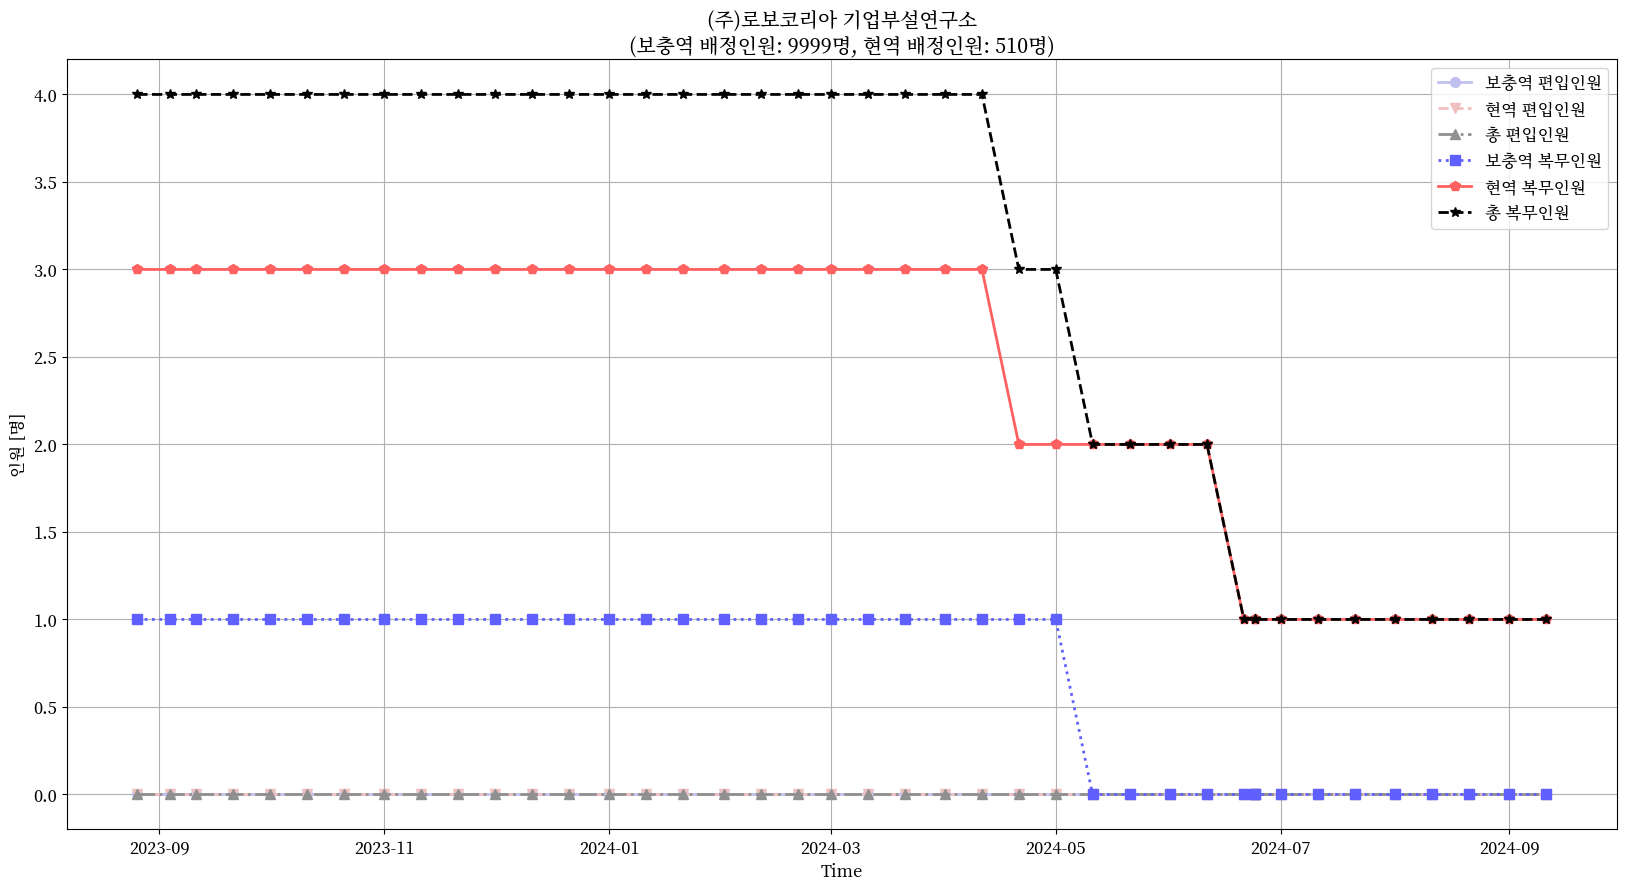 (주)로보코리아 기업부설연구소
(보충역 배정인원: 9999명, 현역 배정인원: 510명)
보충역 편입인원
현역 편입인원
총 편입인원
보충역 복무인원
현역 복무인원
총 복무인원
인원 [명]
4.0
3.5
3.0
2.5
2.0
1.5
1.0
0.5
0.0
2023-09
2023-11
2024-01
2024-03
2024-05
2024-07
2024-09
Time